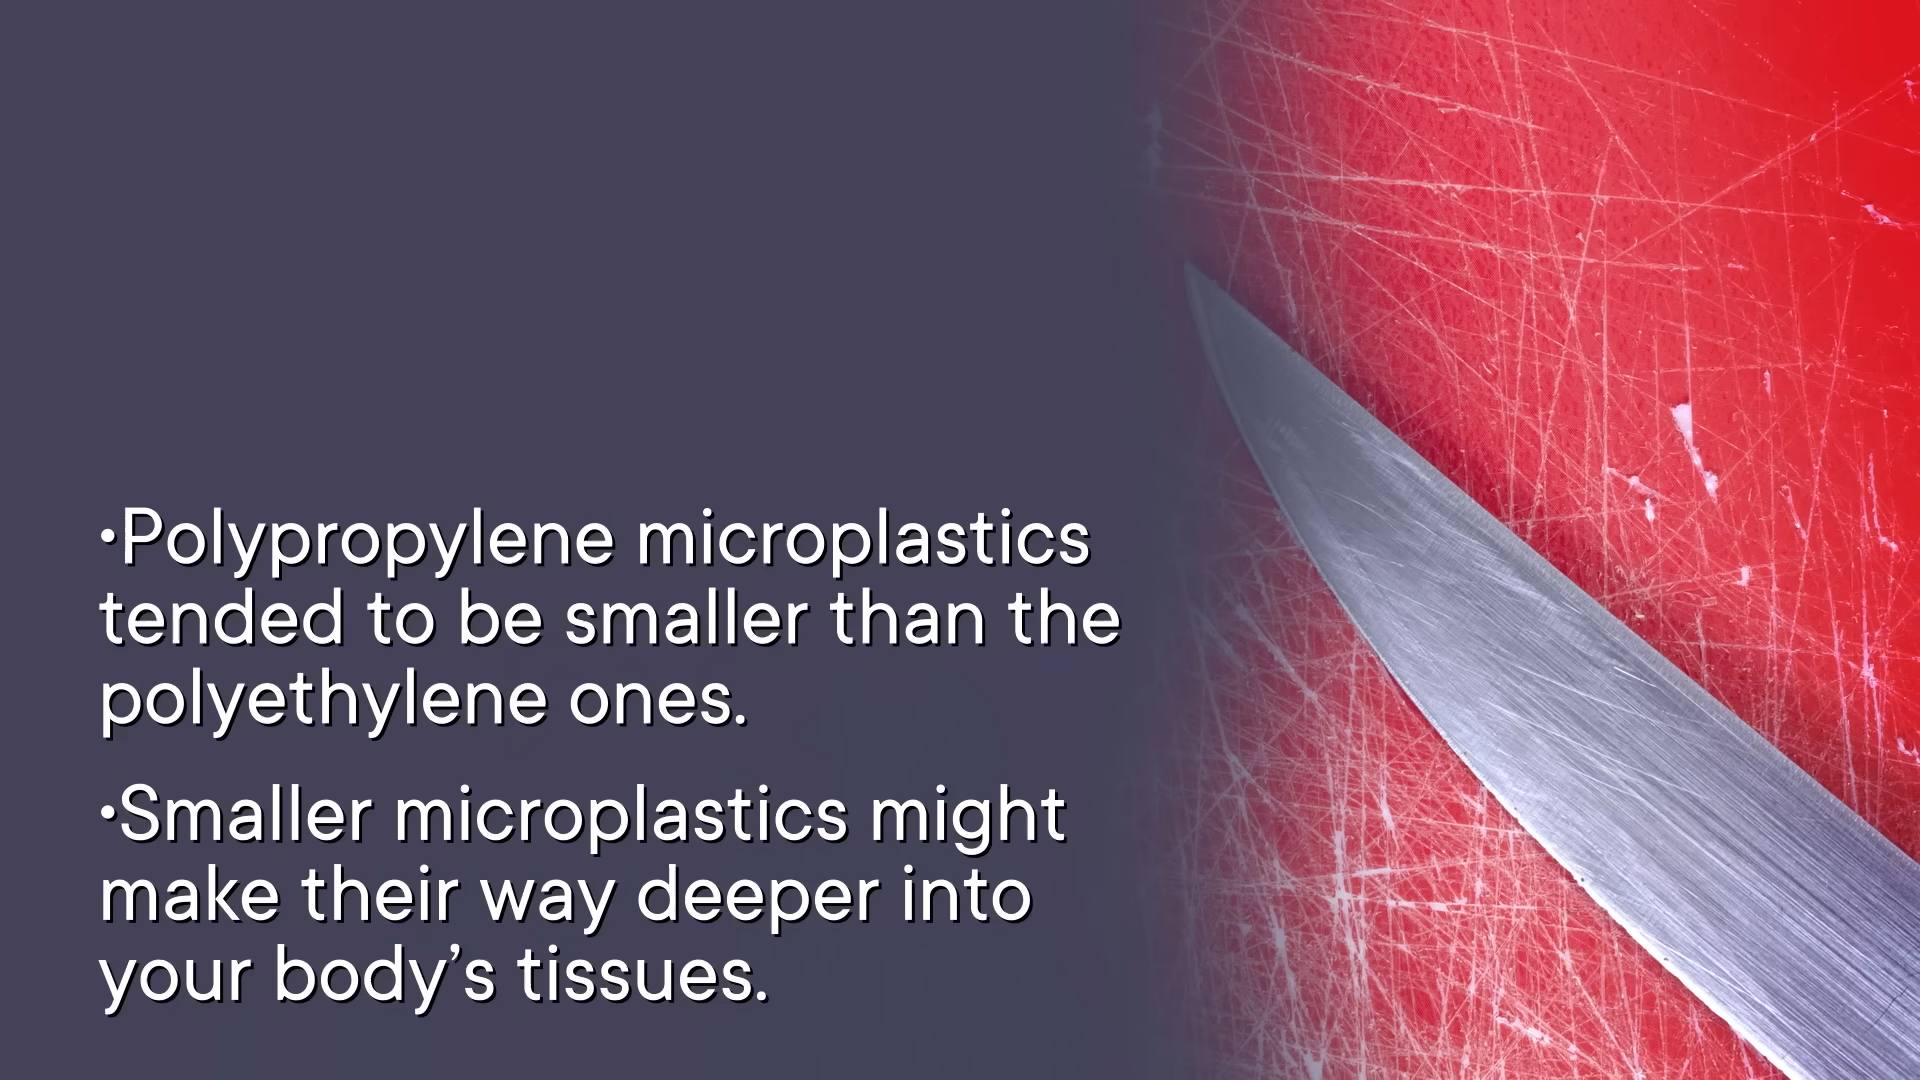 •Polypropylene microplastics
tended to be smaller than the
polyethylene ones.
•Smaller microplastics might
make their way deeper into
your body’s tissues.